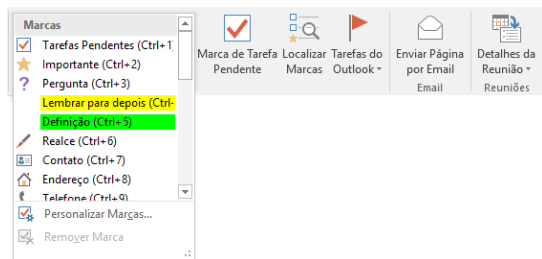 Marcas
Tarefas Pendentes (Ctrl+1
Importante (Ctrl+2)
? Pergunta (Ctrl+3)
Lembrar para depois (Ctrl-
Definição (Ctrl+5)
Realce (Ctrl+6)
Contato (Ctrl+7)
Endereço (Ctrl+8)
Telefone (Ctrl+9)
Personalizar Marcas...
Remover Marca
Marca de Tarefa
Pendente
Localizar
Marcas
Tarefas do
Outlook
Enviar Página
por Email
Email
Detalhes da
Reunião
Reuniões